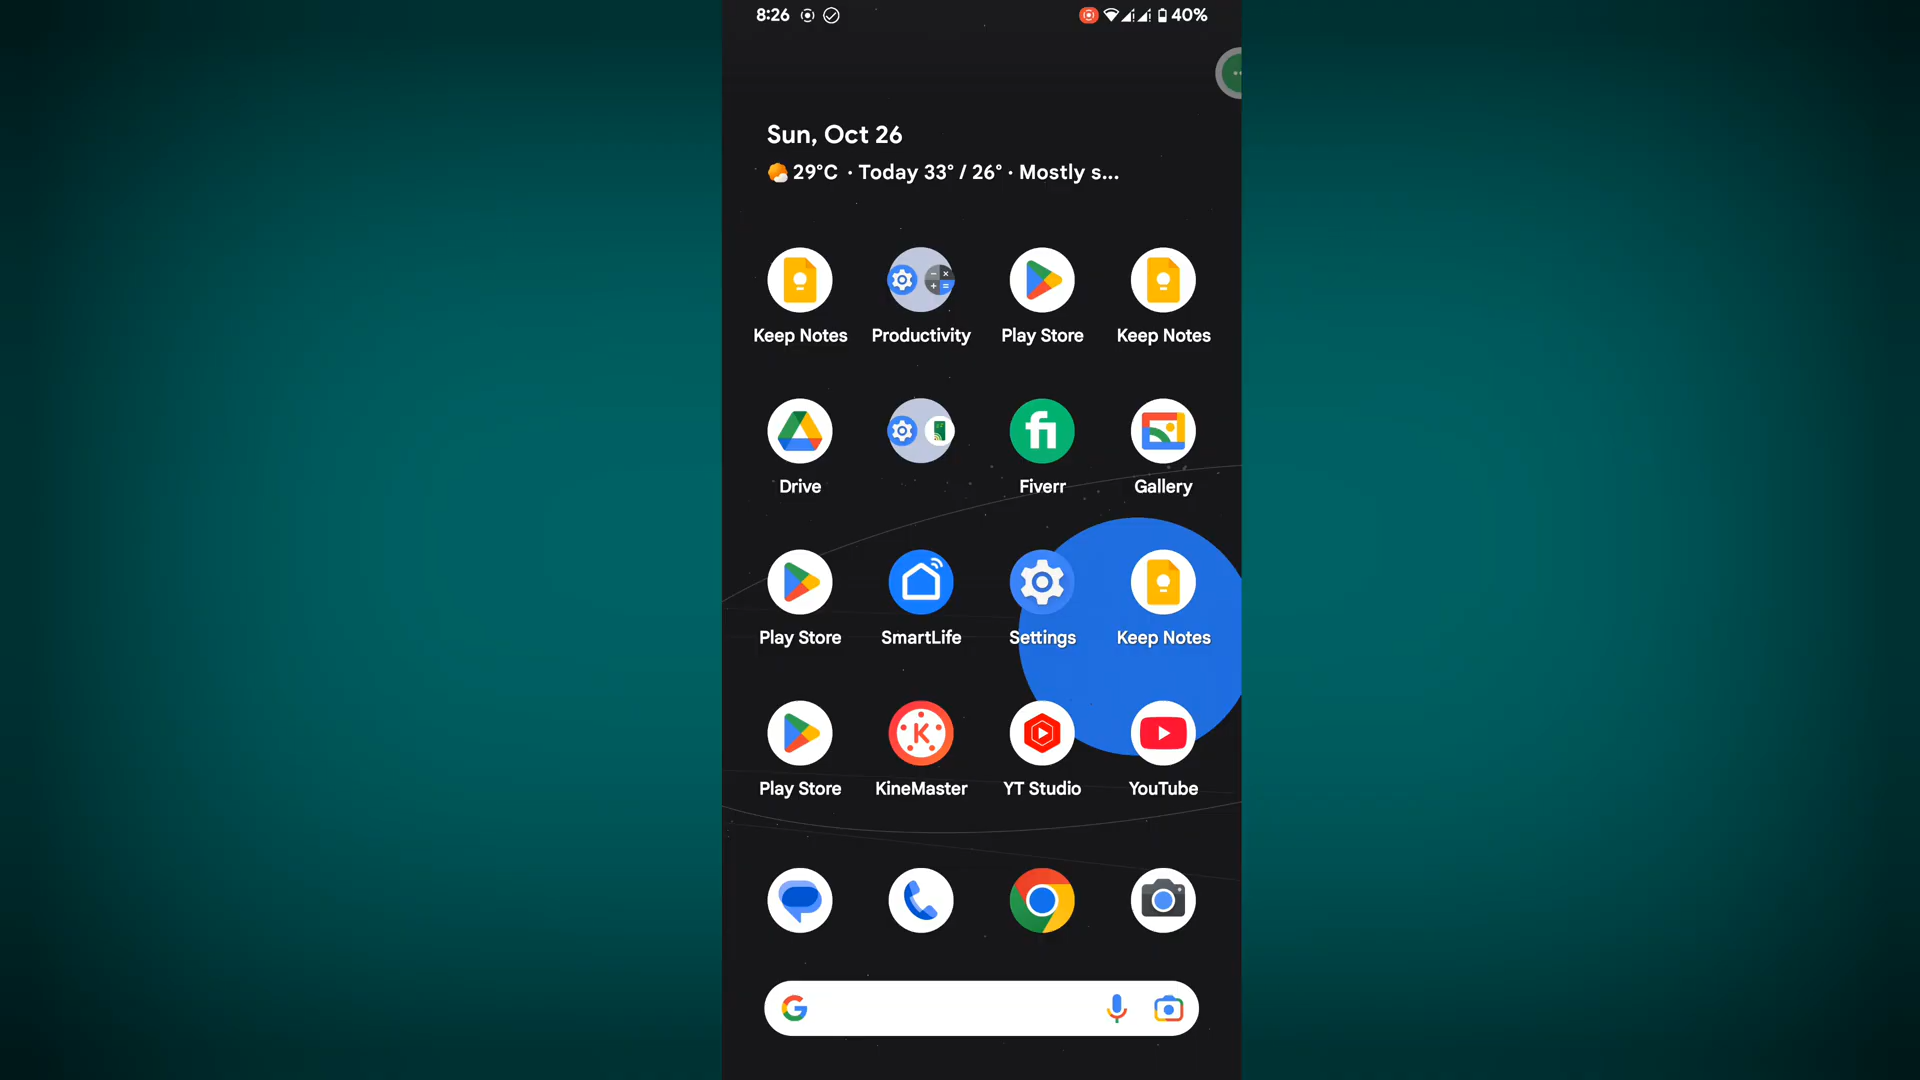 8:26
40%
Sun, Oct 26
29°C · Today 33° / 26° · Mostly s...
Keep Notes
Productivity
Play Store
Keep Notes
Drive
Fiverr
Gallery
Play Store
SmartLife
Settings
Keep Notes
Play Store
KineMaster
YT Studio
YouTube